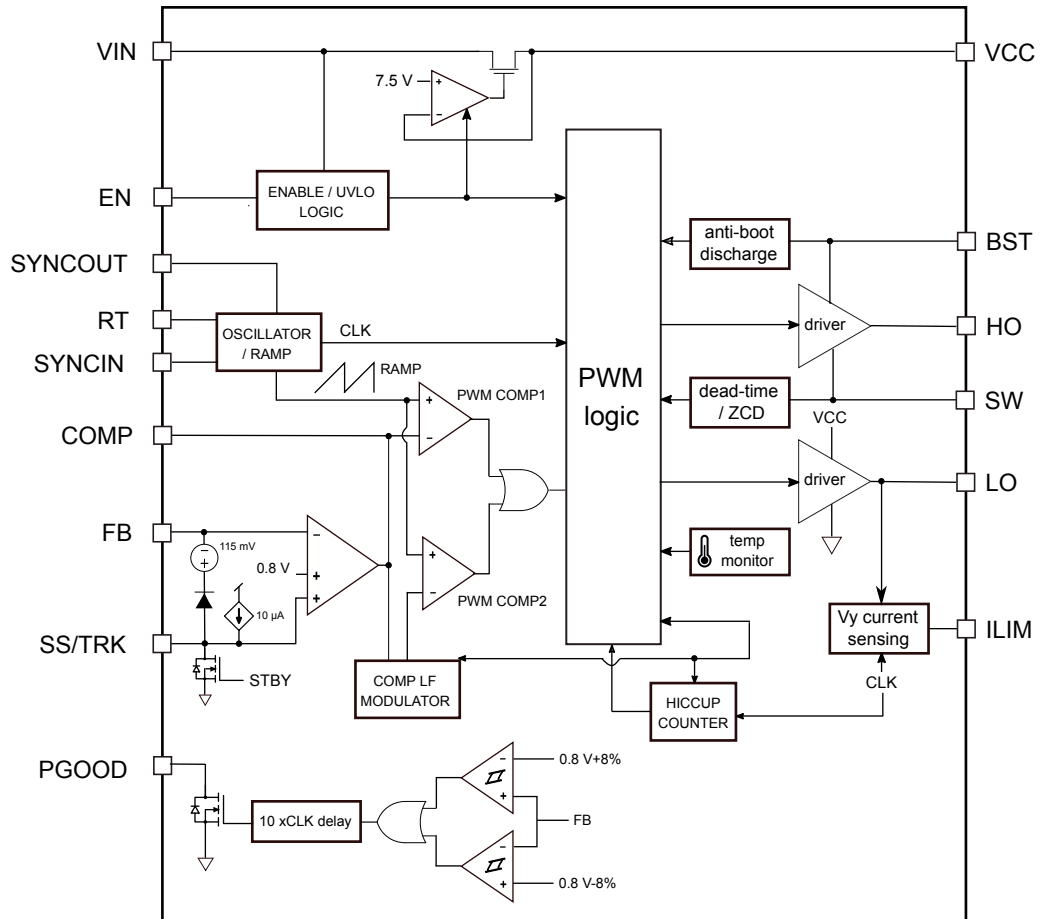 VIN
VCC
7.5 V
+
−
EN
ENABLE / UVLO
LOGIC
anti-boot
discharge
BST
SYNCOUT
RT
SYNCIN
OSCILLATOR
/ RAMP
CLK
RAMP
PWM
logic
driver
HO
PWM COMP1
+
−
dead-time
/ ZCD
SW
VCC
COMP
driver
LO
FB
−
+
115 mV
0.8 V
−
+
+
10 µA
+
−
PWM COMP2
temp
monitor
SS/TRK
STBY
COMP LF
MODULATOR
Vy current
sensing
ILIM
CLK
HICCUP
COUNTER
PGOOD
10 xCLK delay
−
+
0.8 V+8%
FB
−
+
0.8 V-8%